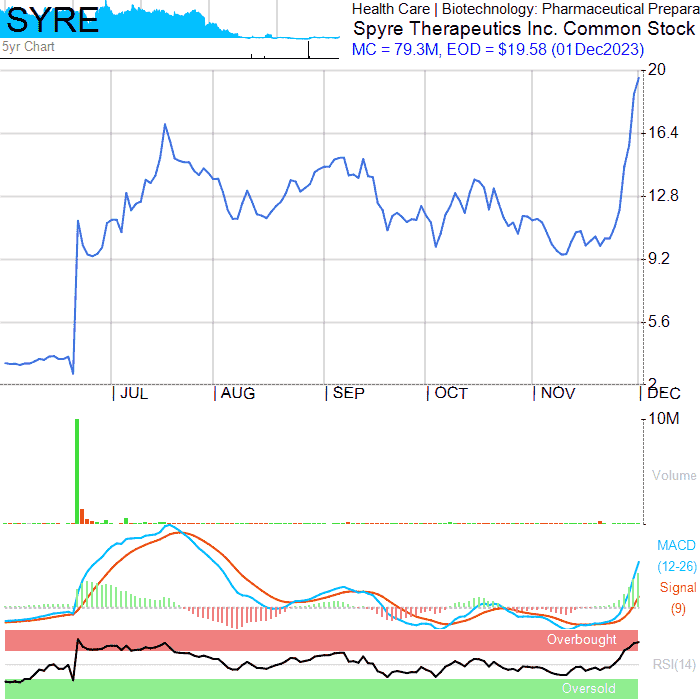 SYRE
5yr Chart
Health Care | Biotechnology: Pharmaceutical Prepara
Spyre Therapeutics Inc. Common Stock
MC = 79.3M, EOD = $19.58 (01Dec2023)
20
16.4
12.8
9.2
5.6
2
JUL
AUG
SEP
OCT
NOV
DEC
10M
Volume
MACD
(12-26)
Signal
(9)
Overbought
RSI(14)
Oversold